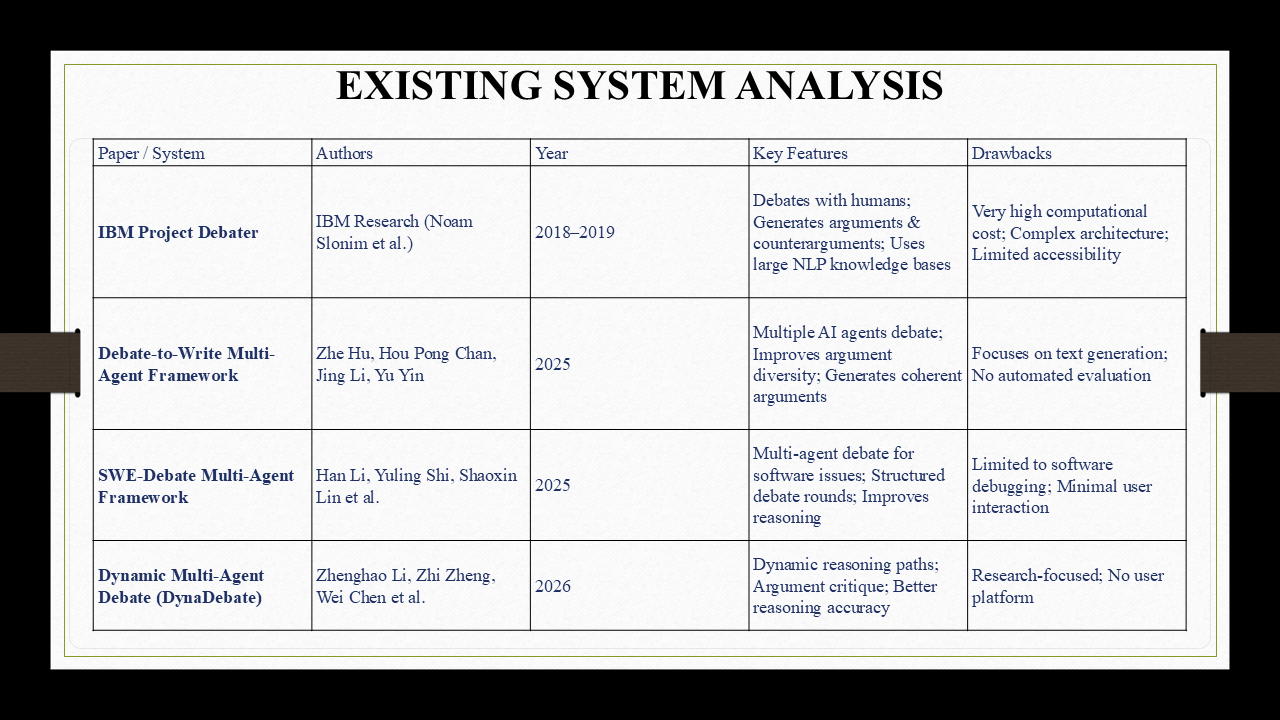 EXISTING SYSTEM ANALYSIS
Paper / System
Authors
Year
Key Features
Drawbacks
IBM Project Debater
IBM Research (Noam
Slonim et al.)
2018–2019
Debates with humans;
Generates arguments &
counterarguments; Uses
large NLP knowledge bases
Very high computational
cost; Complex architecture;
Limited accessibility
Debate-to-Write Multi-
Agent Framework
Zhe Hu, Hou Pong Chan,
Jing Li, Yu Yin
2025
Multiple AI agents debate;
Improves argument
diversity; Generates coherent
arguments
Focuses on text generation;
No automated evaluation
SWE-Debate Multi-Agent
Framework
Han Li, Yuling Shi, Shaoxin
Lin et al.
2025
Multi-agent debate for
software issues; Structured
debate rounds; Improves
reasoning
Limited to software
debugging; Minimal user
interaction
Dynamic Multi-Agent
Debate (DynaDebate)
Zhenghao Li, Zhi Zheng,
Wei Chen et al.
2026
Dynamic reasoning paths;
Argument critique; Better
reasoning accuracy
Research-focused; No user
platform